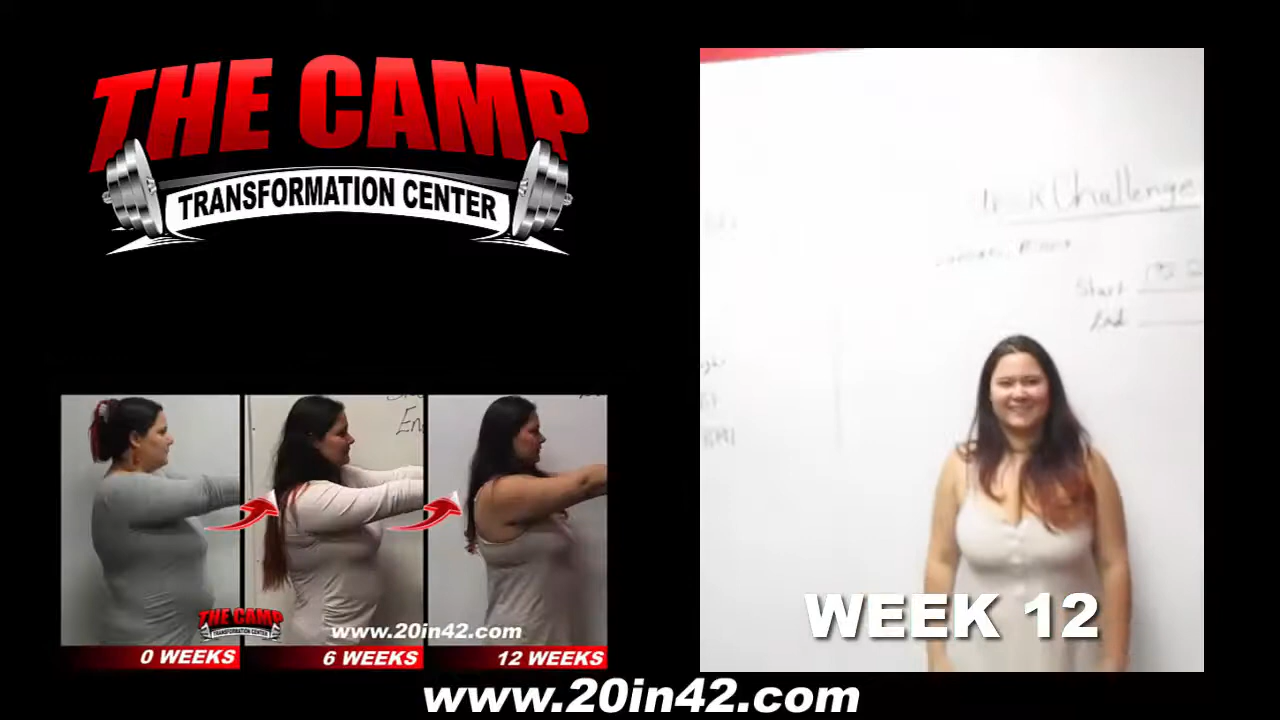 THE CAMP
TRANSFORMATION CENTER
Challenge
Start
End
En
THE CAMP
TRANSFORMATION CENTER
www.20in42.com
0 WEEKS
6 WEEKS
12 WEEKS
WEEK 12
www.20in42.com